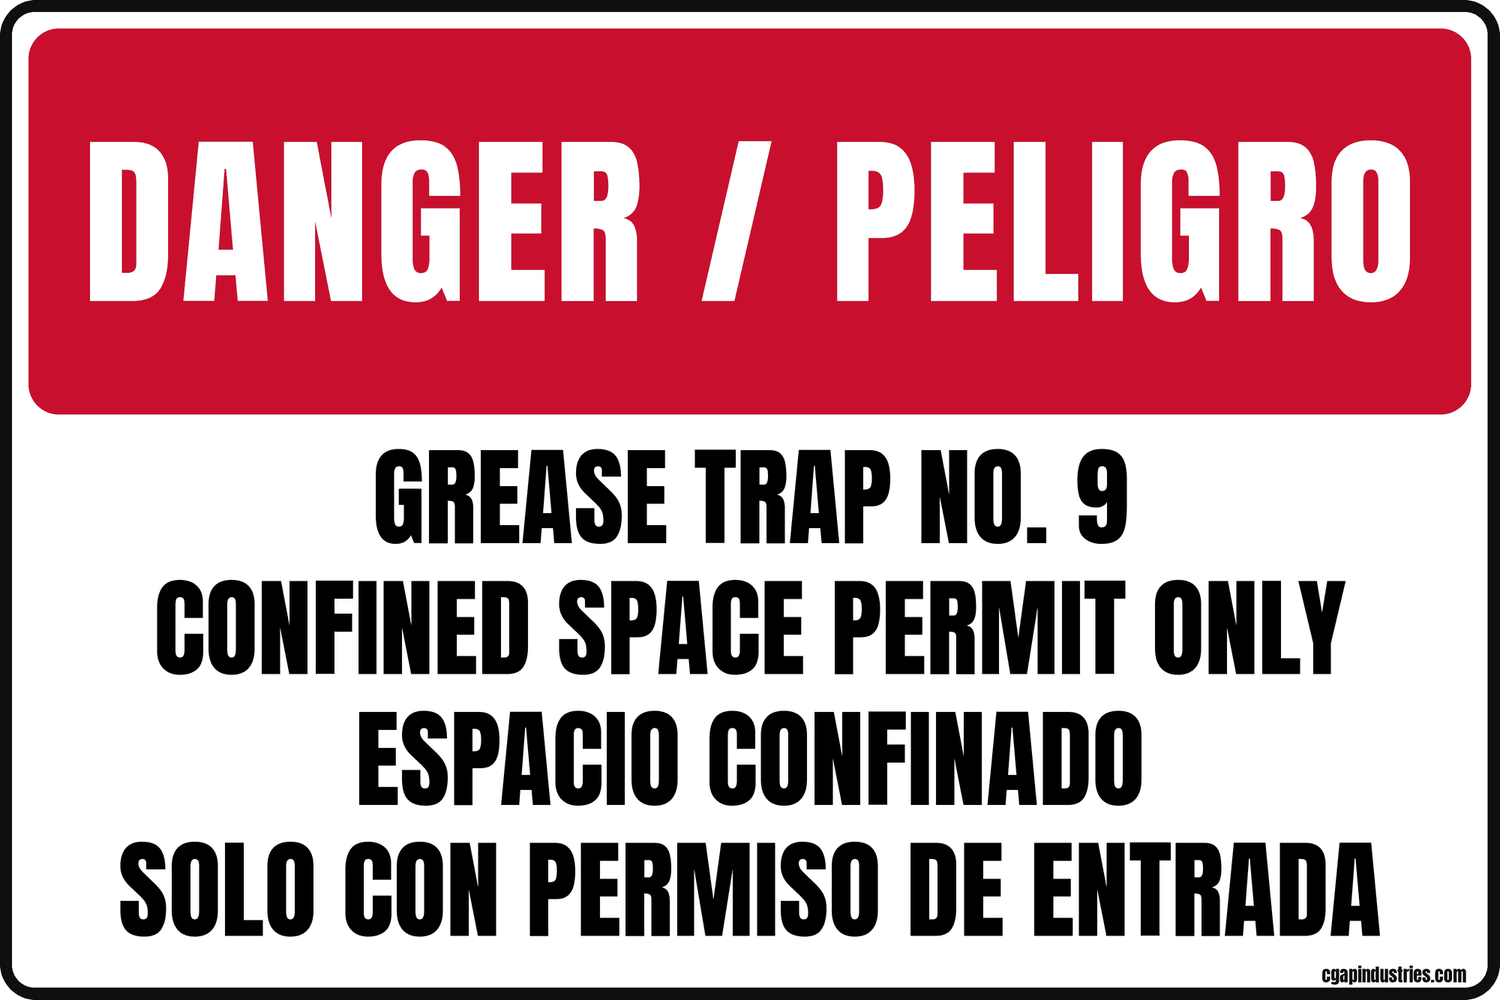 DANGER / PELIGRO
GREASE TRAP NO. 9
CONFINED SPACE PERMIT ONLY
ESPACIO CONFINADO
SOLO CON PERMISO DE ENTRADA
cgapindustries.com